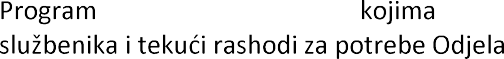 Program kojima
službenika i tekući rashodi za potrebe Odjela